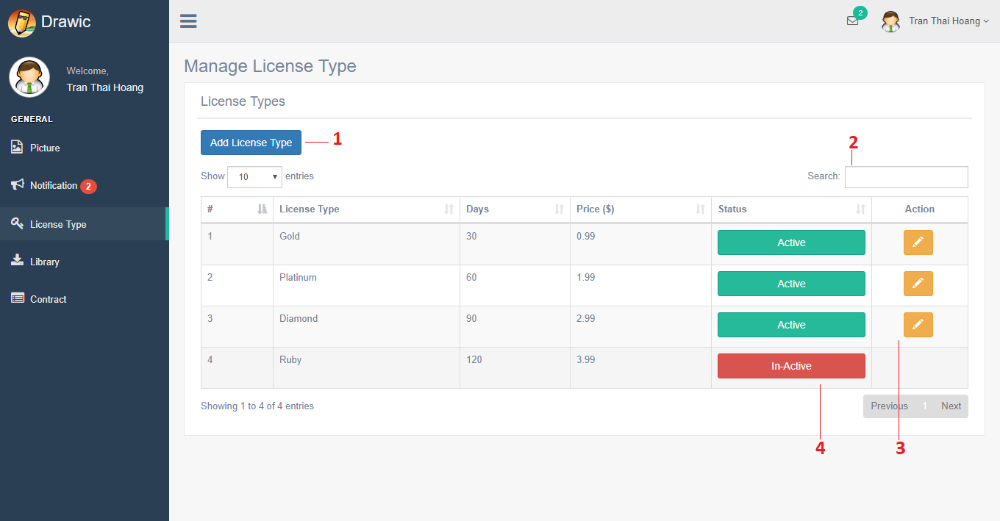 Drawic
2
Tran Thai Hoang
Welcome,
Tran Thai Hoang
GENERAL
Picture
Notification 2
License Type
Library
Contract
Manage License Type
License Types
Add License Type 1
2
Show 10 entries Search:
# License Type Days Price ($) Status Action
1 Gold 30 0.99 Active
2 Platinum 60 1.99 Active
3 Diamond 90 2.99 Active
4 Ruby 120 3.99 In-Active
Showing 1 to 4 of 4 entries Previous 1 Next
4 3